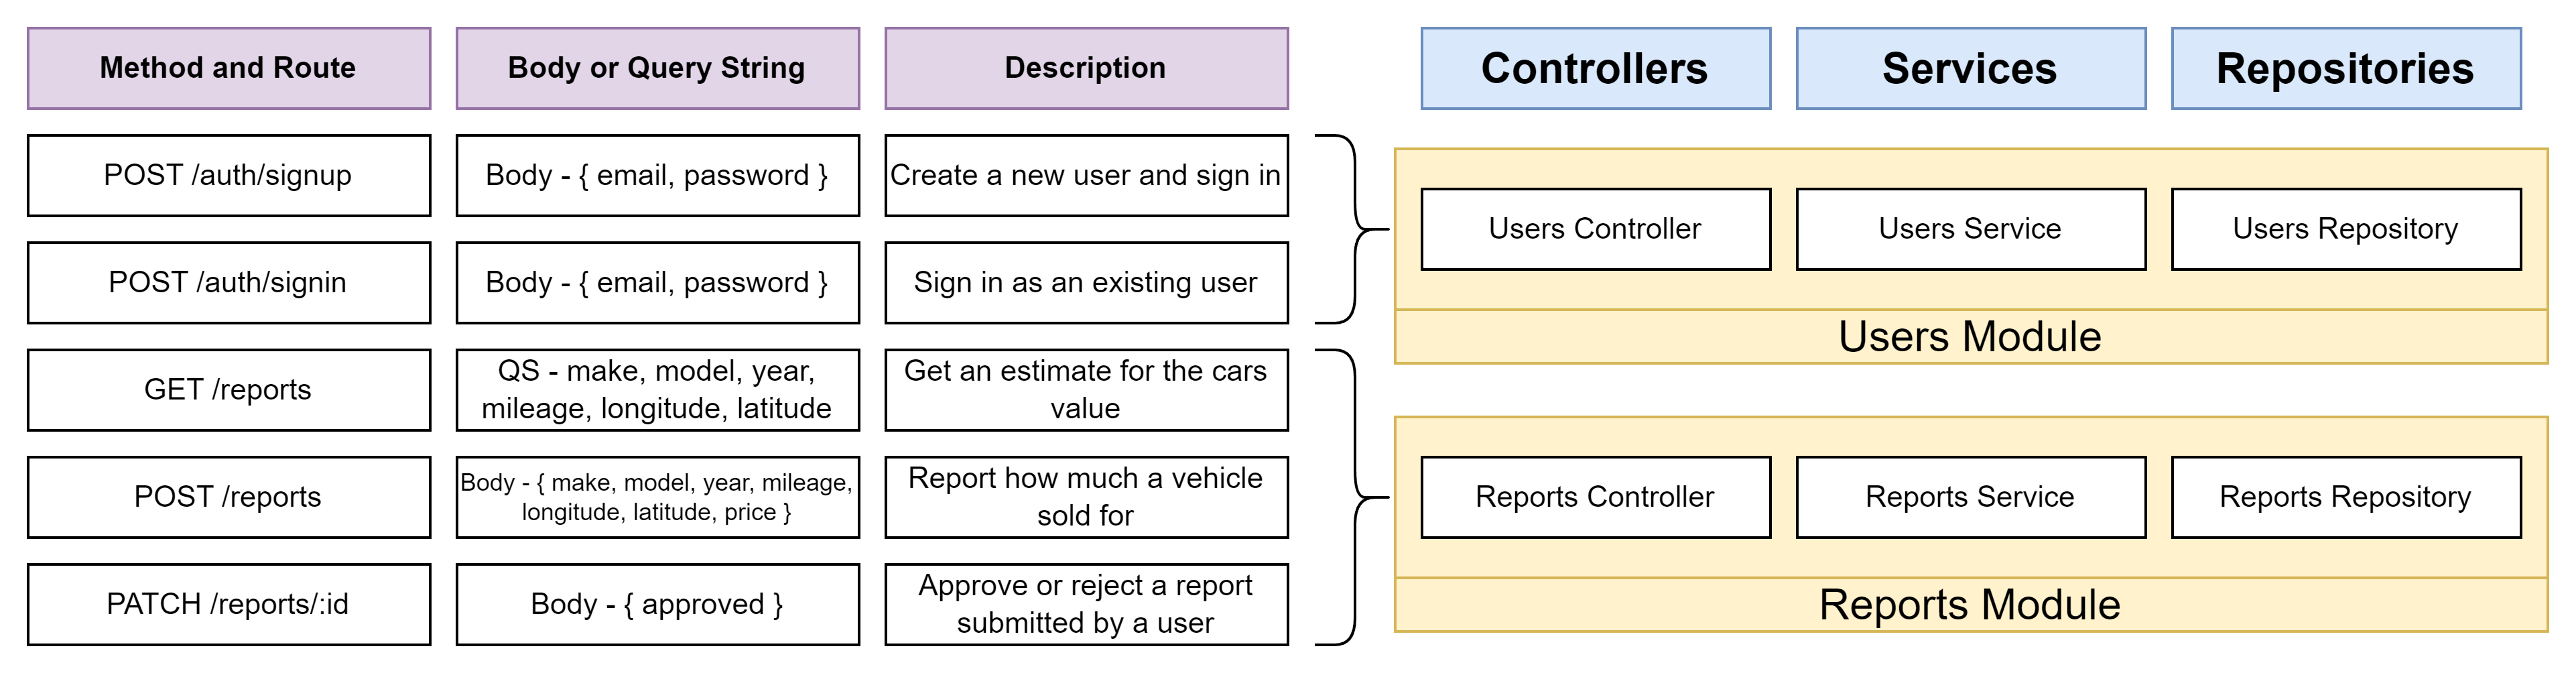 Method and Route
Body or Query String
Description
Controllers
Services
Repositories
POST /auth/signup
Body - { email, password }
Create a new user and sign in
POST /auth/signin
Body - { email, password }
Sign in as an existing user
GET /reports
QS - make, model, year,
mileage, longitude, latitude
Get an estimate for the cars
value
POST /reports
Body - { make, model, year, mileage,
longitude, latitude, price }
Report how much a vehicle
sold for
PATCH /reports/:id
Body - { approved }
Approve or reject a report
submitted by a user
Users Controller
Users Service
Users Repository
Users Module
Reports Controller
Reports Service
Reports Repository
Reports Module